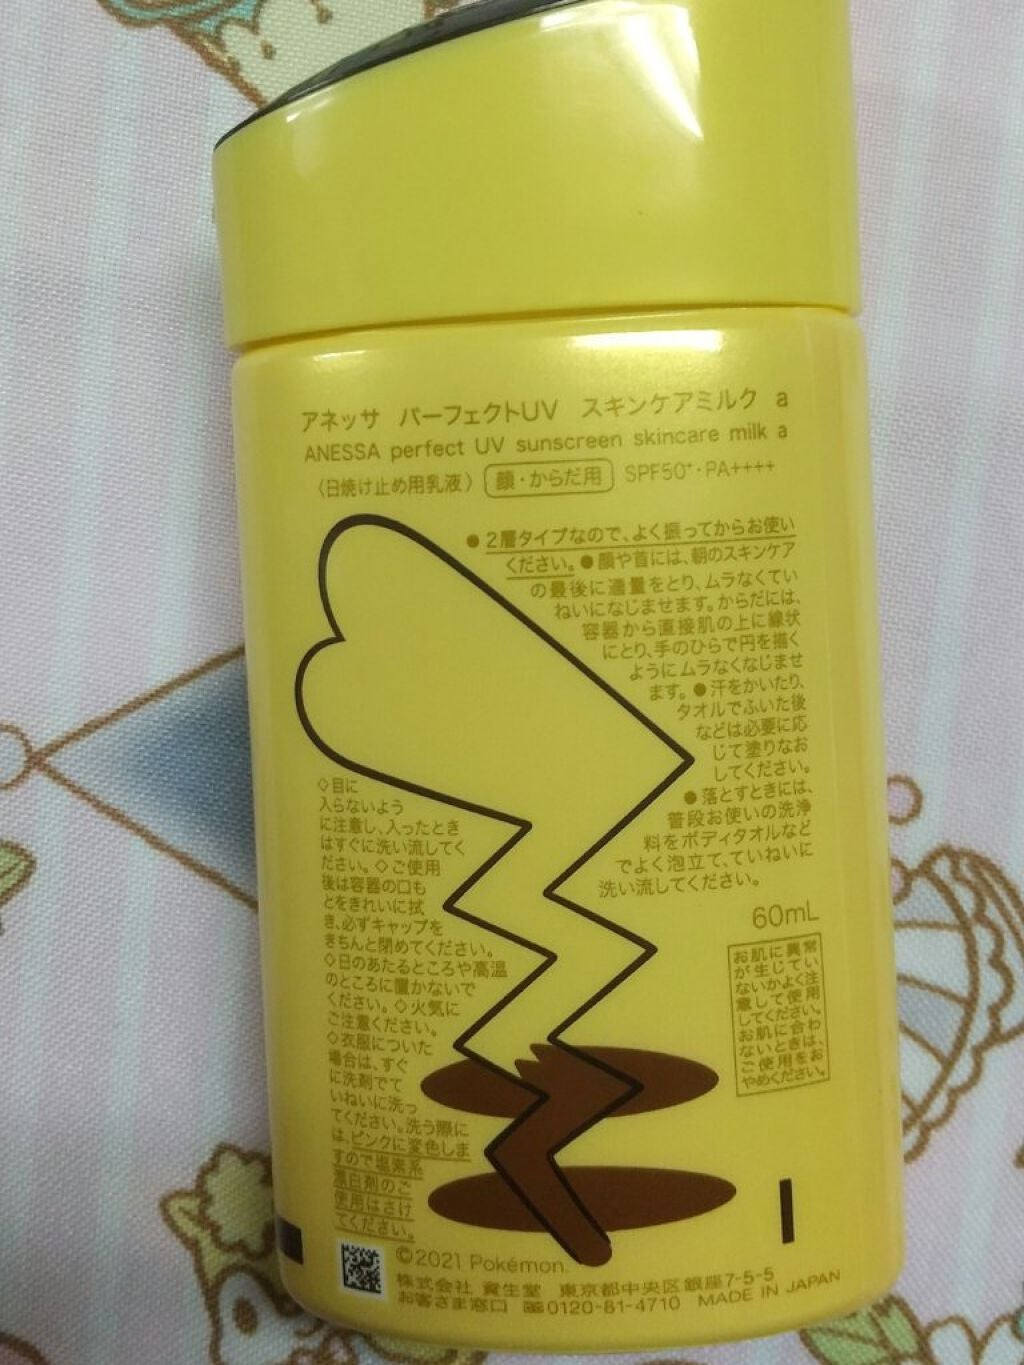 アネッサ パーフェクトUV スキンケアミルク a
ANESSA perfect UV sunscreen skincare milk a
〈日焼け止め用乳液〉 顔・からだ用 SPF50+・PA++++
●2層タイプなので、よく振ってからお使い
ください。●顔や首には、朝のスキンケア
の最後に適量をとり、ムラなくてい
ねいになじませます。からだには、
容器から直接肌の上に線状
にとり、手のひらで円を描く
ようにムラなくなじませ
ます。●汗をかいたり、
タオルでふいた後
などは必要に応
じて塗りなお
してください。
●落とすときには、
普段お使いの洗浄
料をボディタオルなど
でよく泡立て、ていねいに
洗い流してください。
◇目に
入らないよう
に注意し、入ったとき
はすぐに洗い流してく
ださい。◇ご使用
後は容器の口も
とをきれいに拭
き、必ずキャップを
きちんと閉めてください。
◇日のあたるところや高温
のところに置かないで
ください。◇火気に
ご注意ください。
◇衣服についた
場合は、すぐ
に洗剤でて
いねいに洗っ
てください。洗う際に
は、ピンクに変色しま
すので塩素系
漂白剤のご
使用はさけ
てください。
60mL
お肌に異常
が生じてい
ないかよく注
意して使用
してください。
お肌に合わ
ないときは、
ご使用をお
やめください。
©2021 Pokémon.
株式会社 資生堂 東京都中央区銀座7-5-5
お客さま窓口 0120-81-4710 MADE IN JAPAN